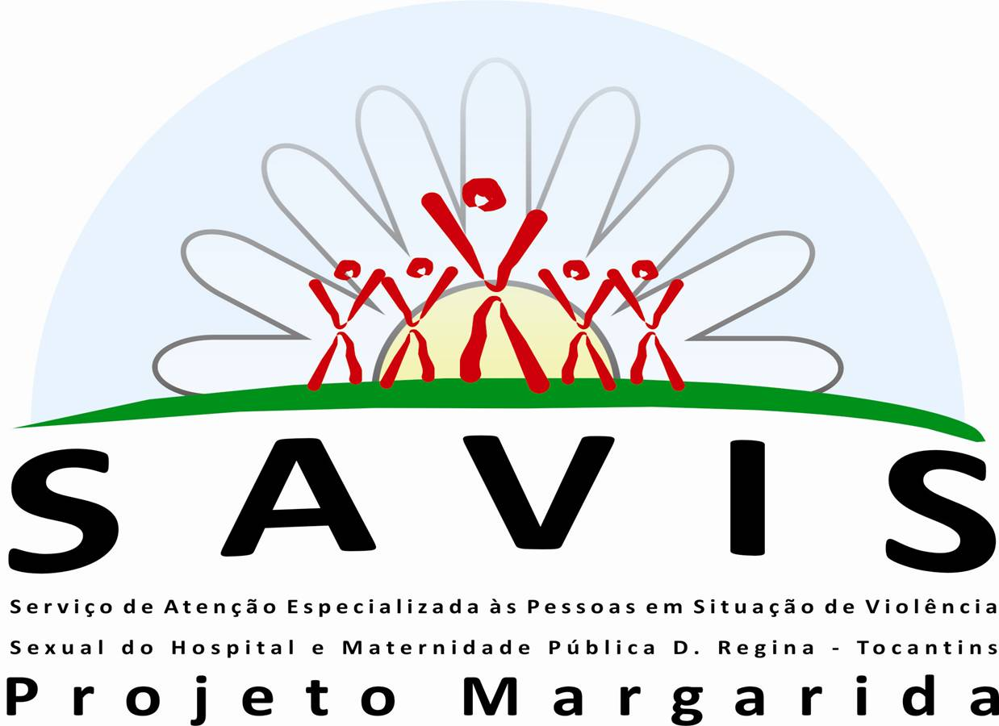 SAVIS
Serviço de Atenção Especializada às Pessoas em Situação de Violência
Sexual do Hospital e Maternidade Pública D. Regina - Tocantins
Projeto Margarida